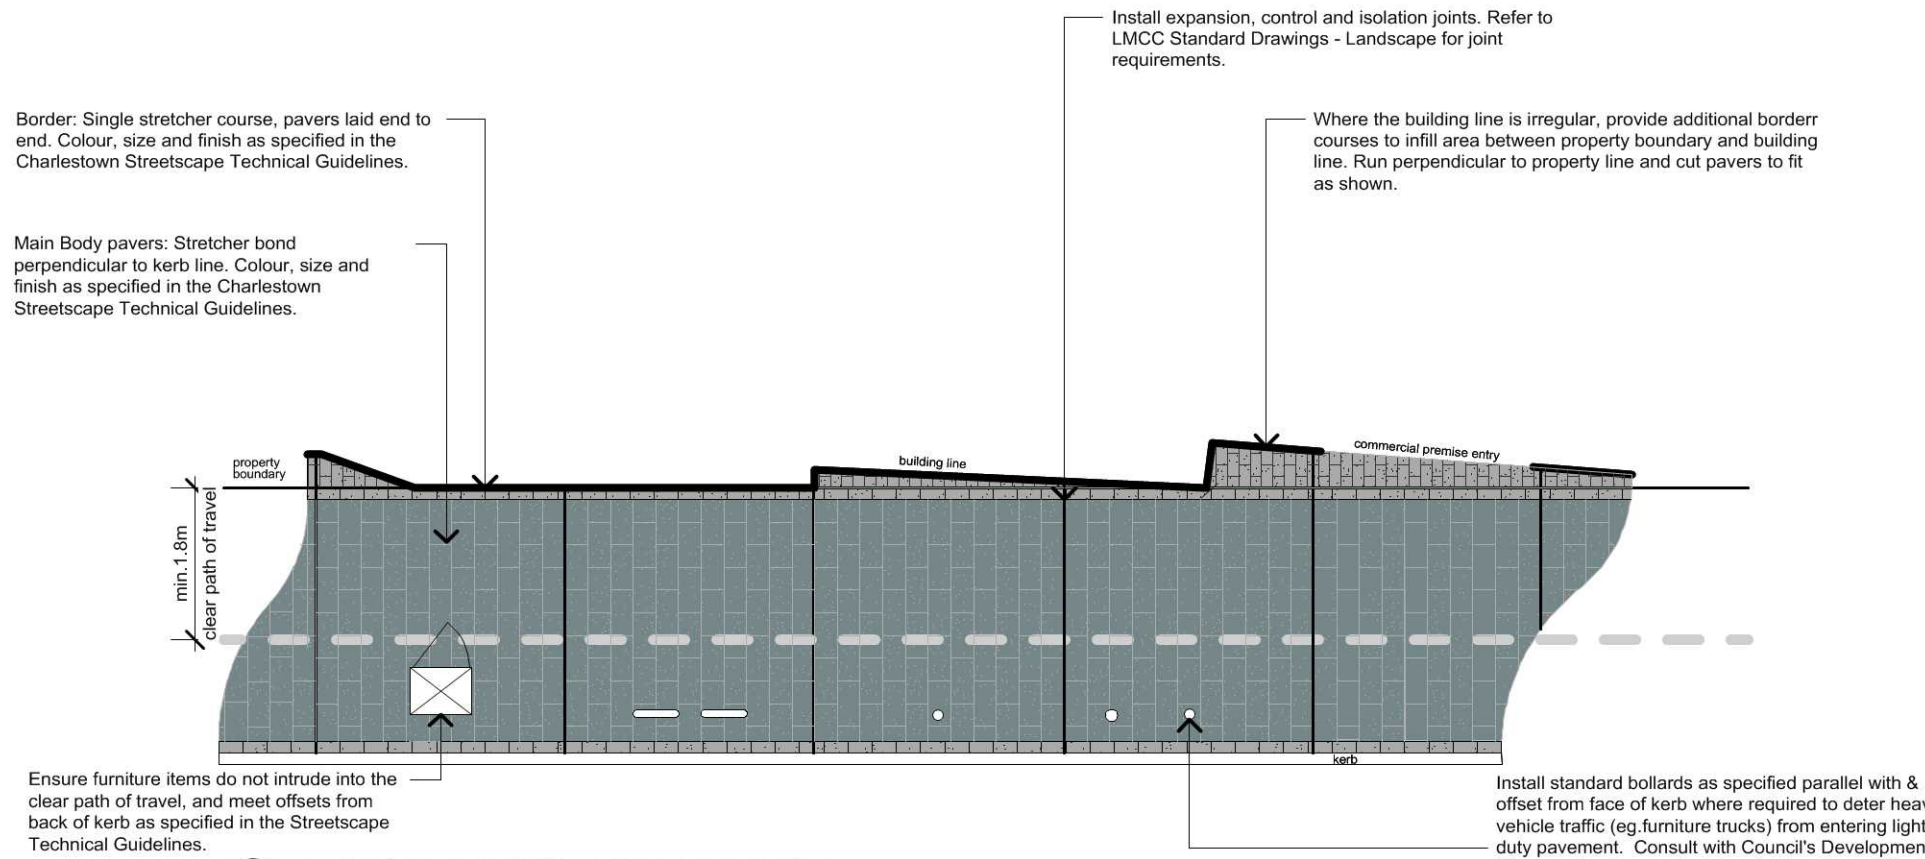 Install expansion, control and isolation joints. Refer to
LMCC Standard Drawings - Landscape for joint
requirements.
Border: Single stretcher course, pavers laid end to
end. Colour, size and finish as specified in the
Charlestown Streetscape Technical Guidelines.
Where the building line is irregular, provide additional borderr
courses to infill area between property boundary and building
line. Run perpendicular to property line and cut pavers to fit
as shown.
Main Body pavers: Stretcher bond
perpendicular to kerb line. Colour, size and
finish as specified in the Charlestown
Streetscape Technical Guidelines.
property
boundary
building line
commercial premise entry
min.1.8m
clear path of travel
kerb
Ensure furniture items do not intrude into the
clear path of travel, and meet offsets from
back of kerb as specified in the Streetscape
Technical Guidelines.
Install standard bollards as specified parallel with &
offset from face of kerb where required to deter
vehicle traffic (eg.furniture trucks) from entering light
duty pavement. Consult with Council's